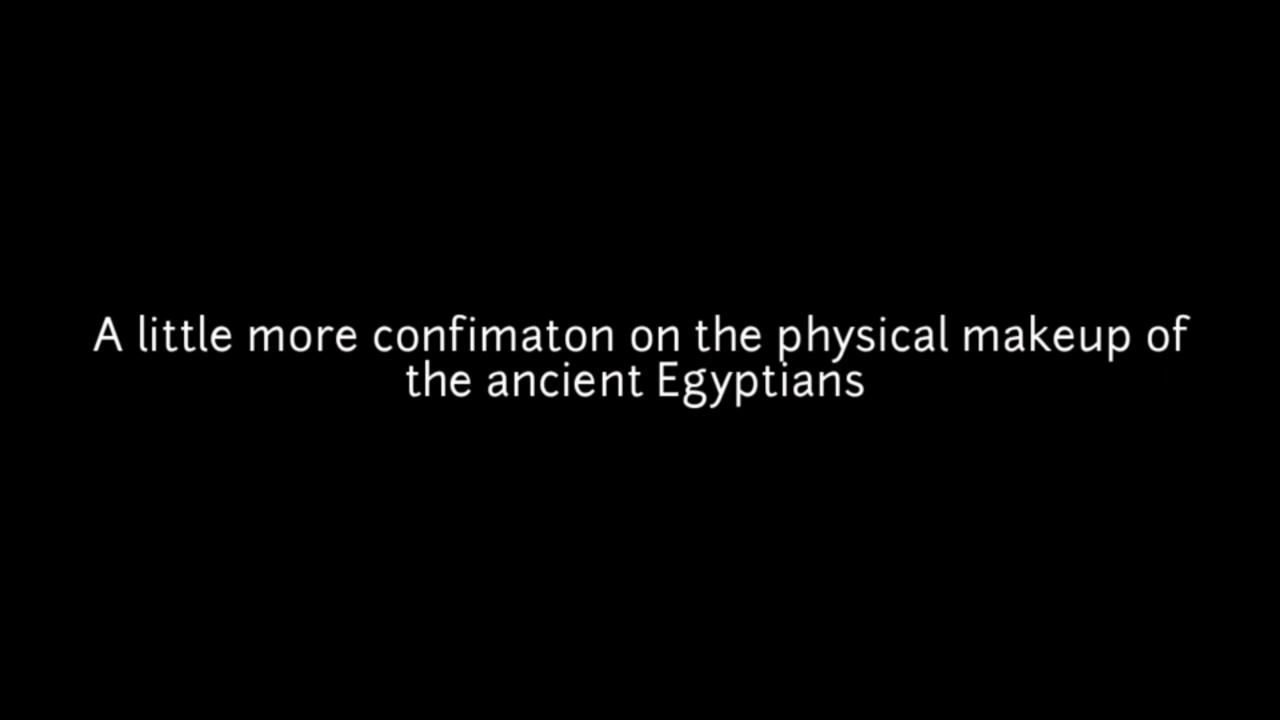 A little more confimaton on the physical makeup of
the ancient Egyptians